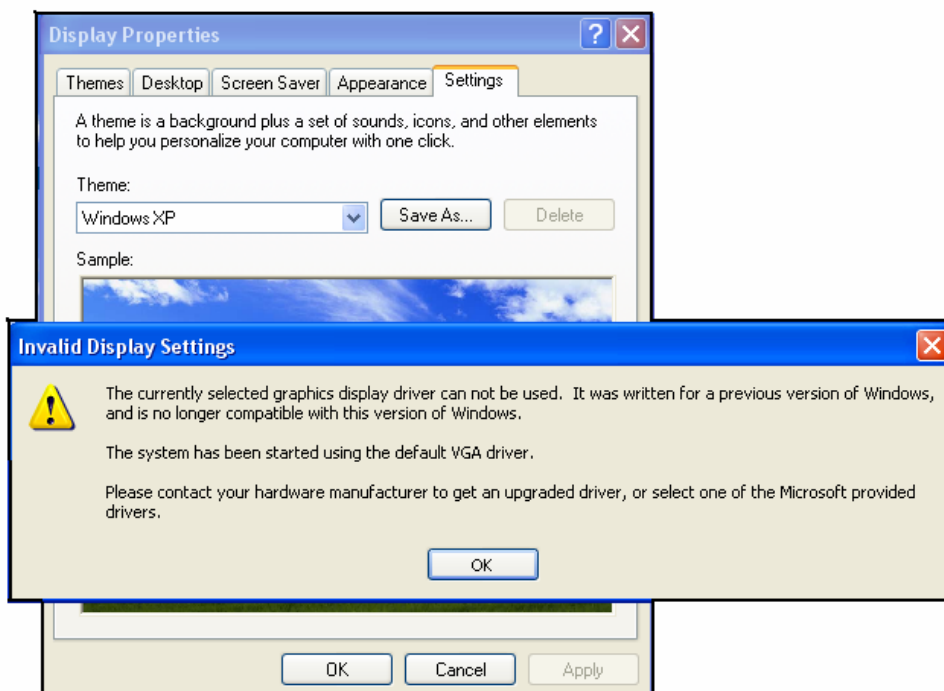 Display Properties
Themes Desktop Screen Saver Appearance Settings
A theme is a background plus a set of sounds, icons, and other elements
to help you personalize your computer with one click.
Theme:
Windows XP Save As... Delete
Sample:
Invalid Display Settings
The currently selected graphics display driver can not be used. It was written for a previous version of Windows,
and is no longer compatible with this version of Windows.
The system has been started using the default VGA driver.
Please contact your hardware manufacturer to get an upgraded driver, or select one of the Microsoft provided
drivers.
OK
OK Cancel Apply